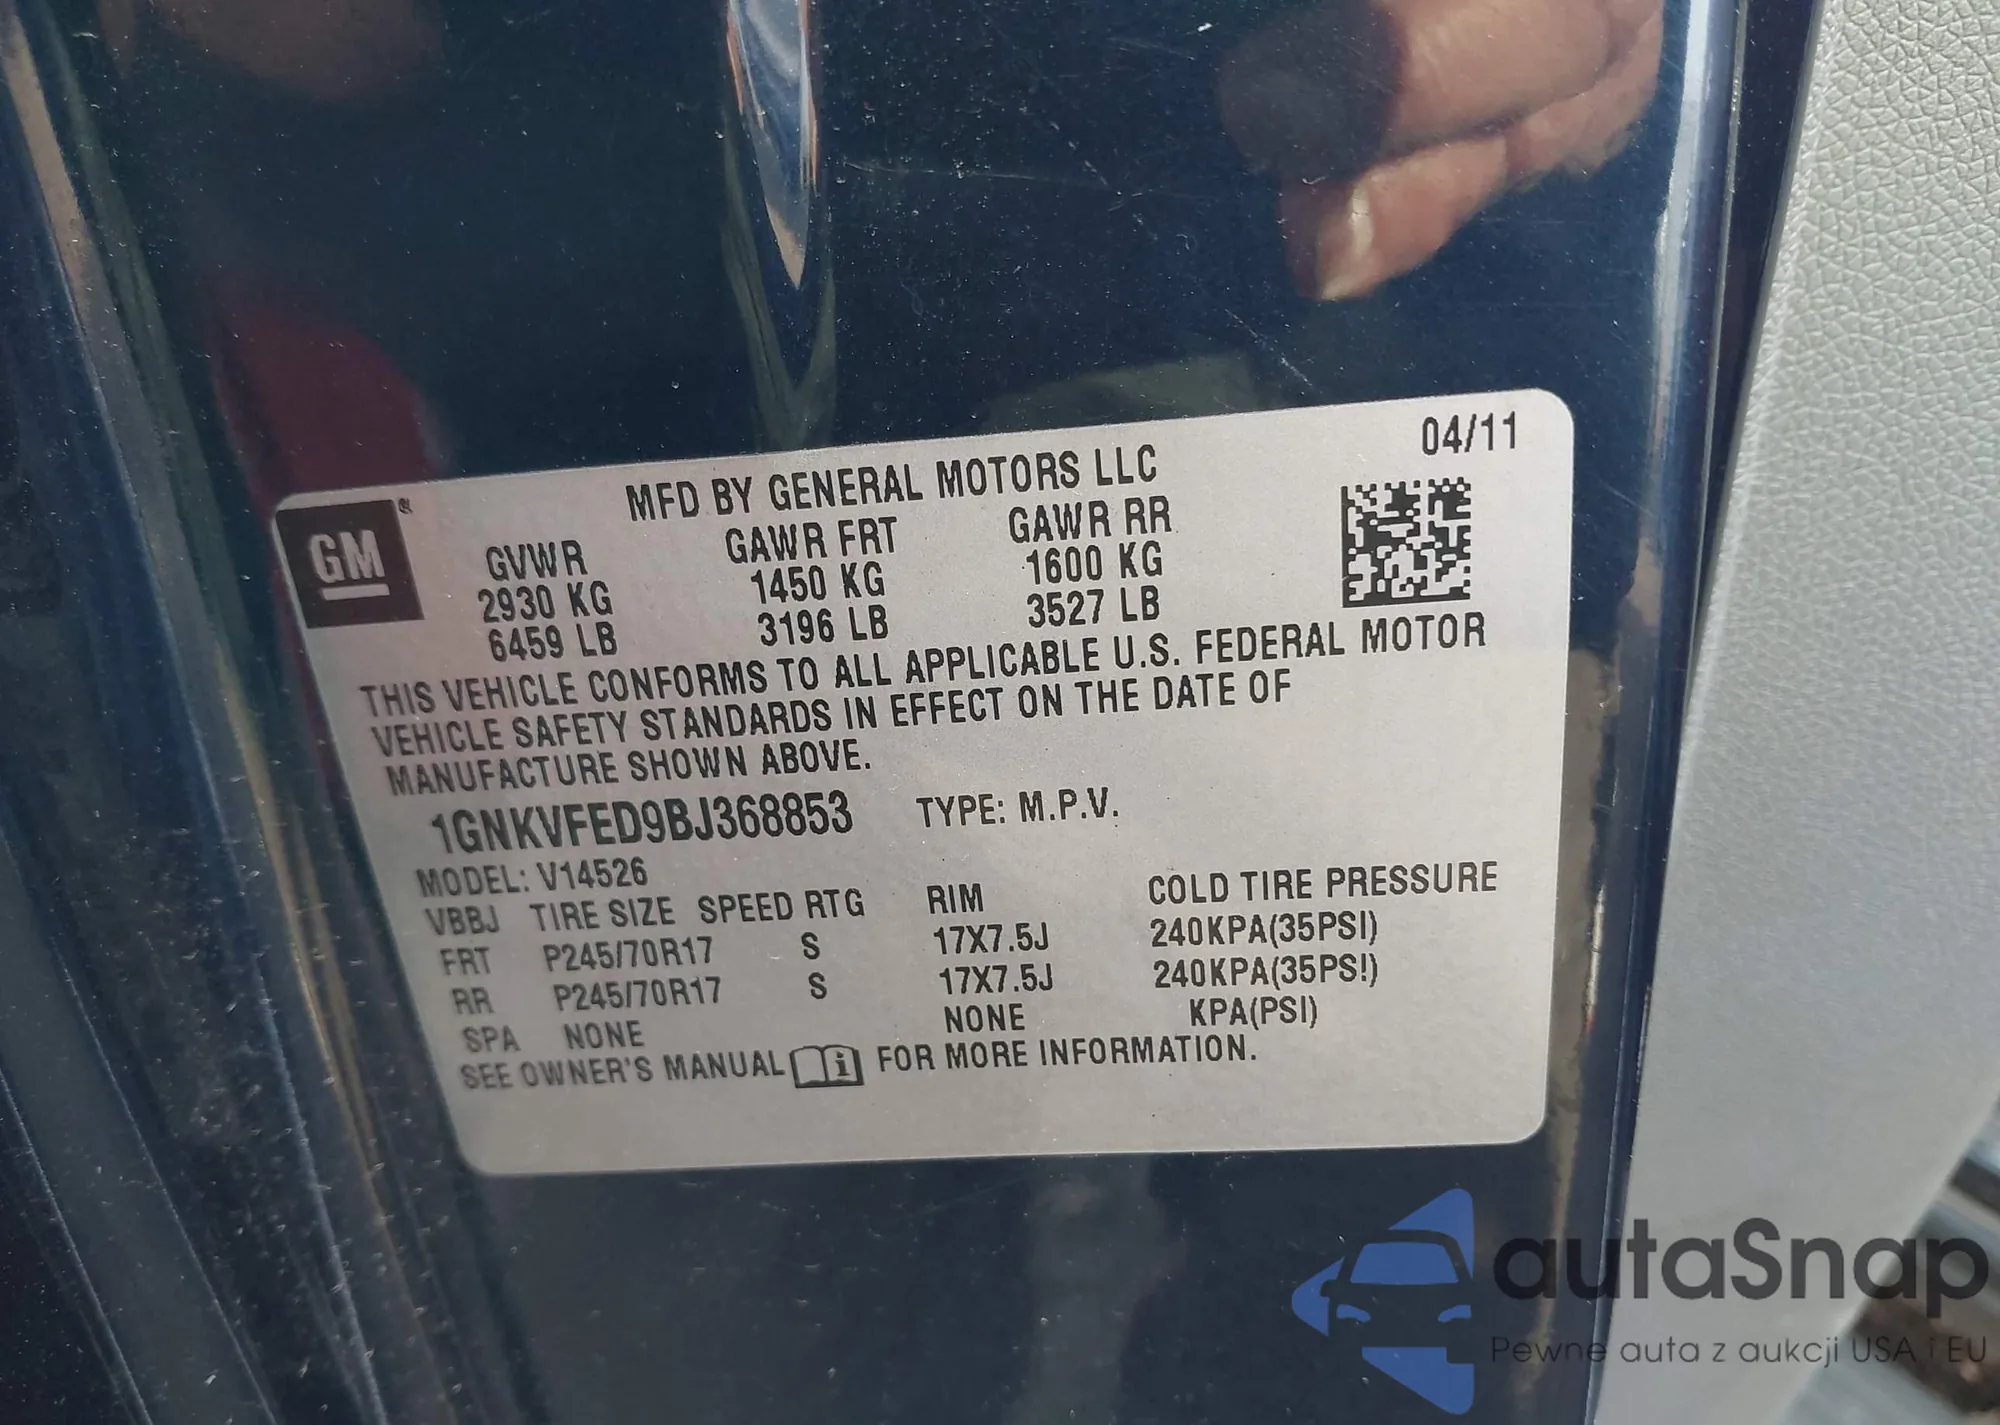 04/11
MFD BY GENERAL MOTORS LLC
GM®
GVWR GAWR FRT GAWR RR
2930 KG 1450 KG 1600 KG
6459 LB 3196 LB 3527 LB
THIS VEHICLE CONFORMS TO ALL APPLICABLE U.S. FEDERAL MOTOR
VEHICLE SAFETY STANDARDS IN EFFECT ON THE DATE OF
MANUFACTURE SHOWN ABOVE.
1GNKVFED9BJ368853 TYPE: M.P.V.
MODEL: V14526
VBBJ TIRE SIZE SPEED RTG RIM COLD TIRE PRESSURE
FRT P245/70R17 S 17X7.5J 240KPA(35PSI)
RR P245/70R17 S 17X7.5J 240KPA(35PS!)
SPA NONE NONE KPA(PSI)
SEE OWNER'S MANUAL i FOR MORE INFORMATION.
autaSnap
Pewne auta z aukcji USA i EU